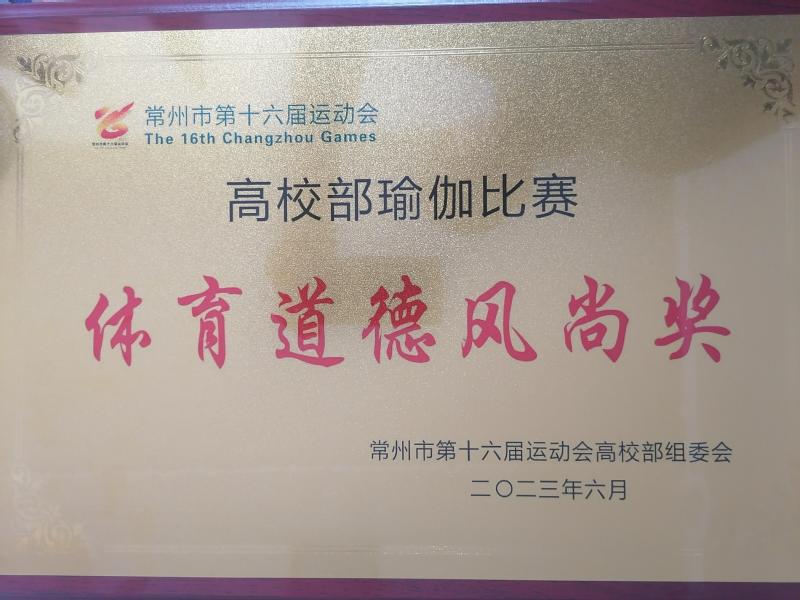 常州市第十六届运动会
The 16th Changzhou Games
高校部瑜伽比赛
体育道德风尚奖
常州市第十六届运动会高校部组委会
二〇二三年六月